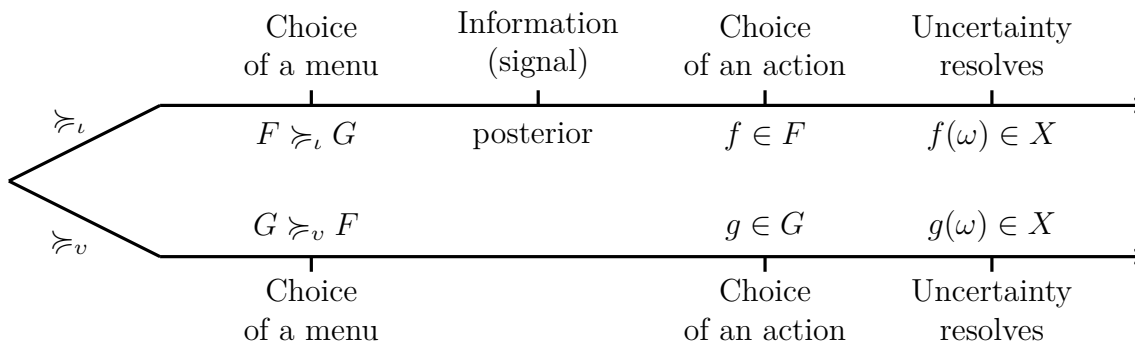 Choice Information Choice Uncertainty
of a menu (signal) of an action resolves
≽ι
F ≽ι G posterior f ∈ F f(ω) ∈ X
≽υ
G ≽υ F g ∈ G g(ω) ∈ X
Choice Choice Uncertainty
of a menu of an action resolves